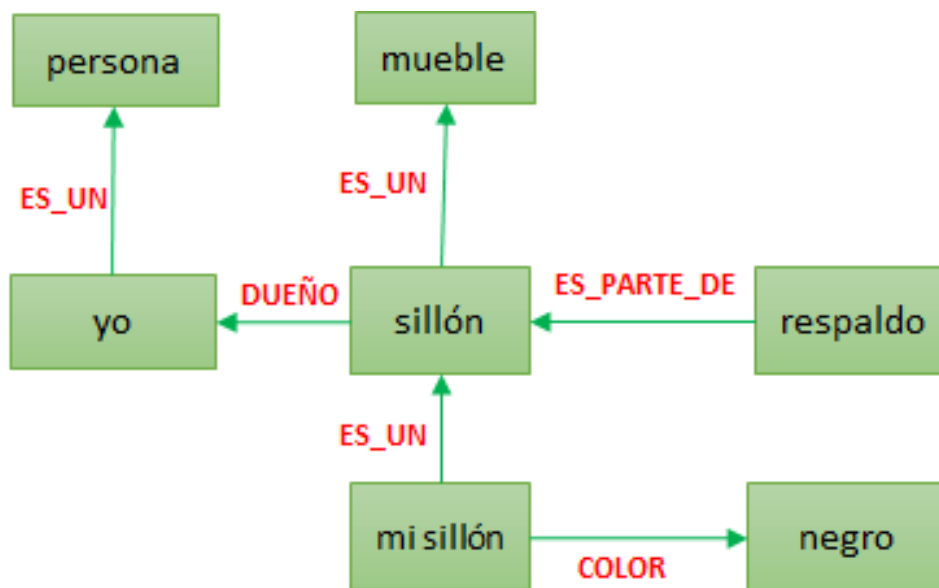 persona
mueble
ES_UN
ES_UN
yo
DUEÑO
sillón
ES_PARTE_DE
respaldo
ES_UN
mi sillón
COLOR
negro